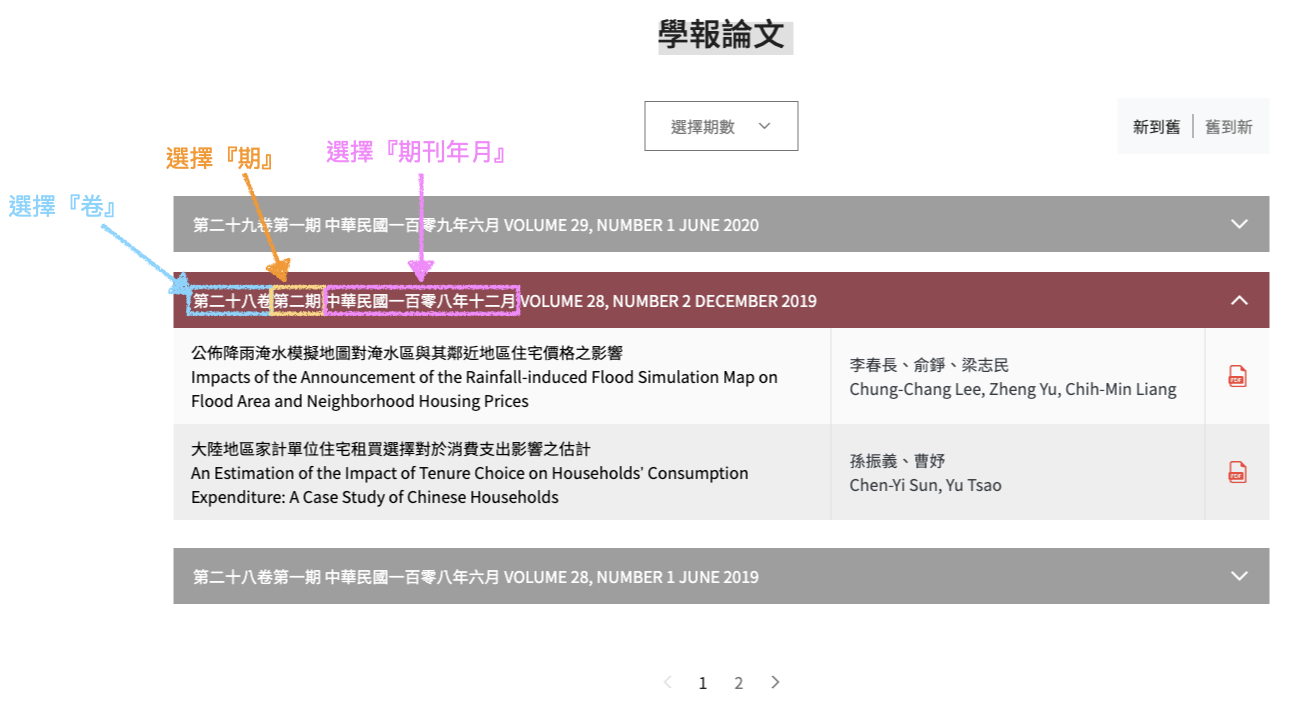 學報論文
選擇期數
新到舊 舊到新
選擇『期』
選擇『期刊年月』
選擇『卷』
第二十九卷第一期 中華民國一百零九年六月 VOLUME 29, NUMBER 1 JUNE 2020
第二十八卷第二期 中華民國一百零八年十二月 VOLUME 28, NUMBER 2 DECEMBER 2019
公佈降雨淹水模擬地圖對淹水區與其鄰近地區住宅價格之影響
Impacts of the Announcement of the Rainfall-induced Flood Simulation Map on
Flood Area and Neighborhood Housing Prices
李春長、俞錚、梁志民
Chung-Chang Lee, Zheng Yu, Chih-Min Liang
PDF
大陸地區家計單位住宅租買選擇對於消費支出影響之估計
An Estimation of the Impact of Tenure Choice on Households' Consumption
Expenditure: A Case Study of Chinese Households
孫振義、曹妤
Chen-Yi Sun, Yu Tsao
PDF
第二十八卷第一期 中華民國一百零八年六月 VOLUME 28, NUMBER 1 JUNE 2019
1 2